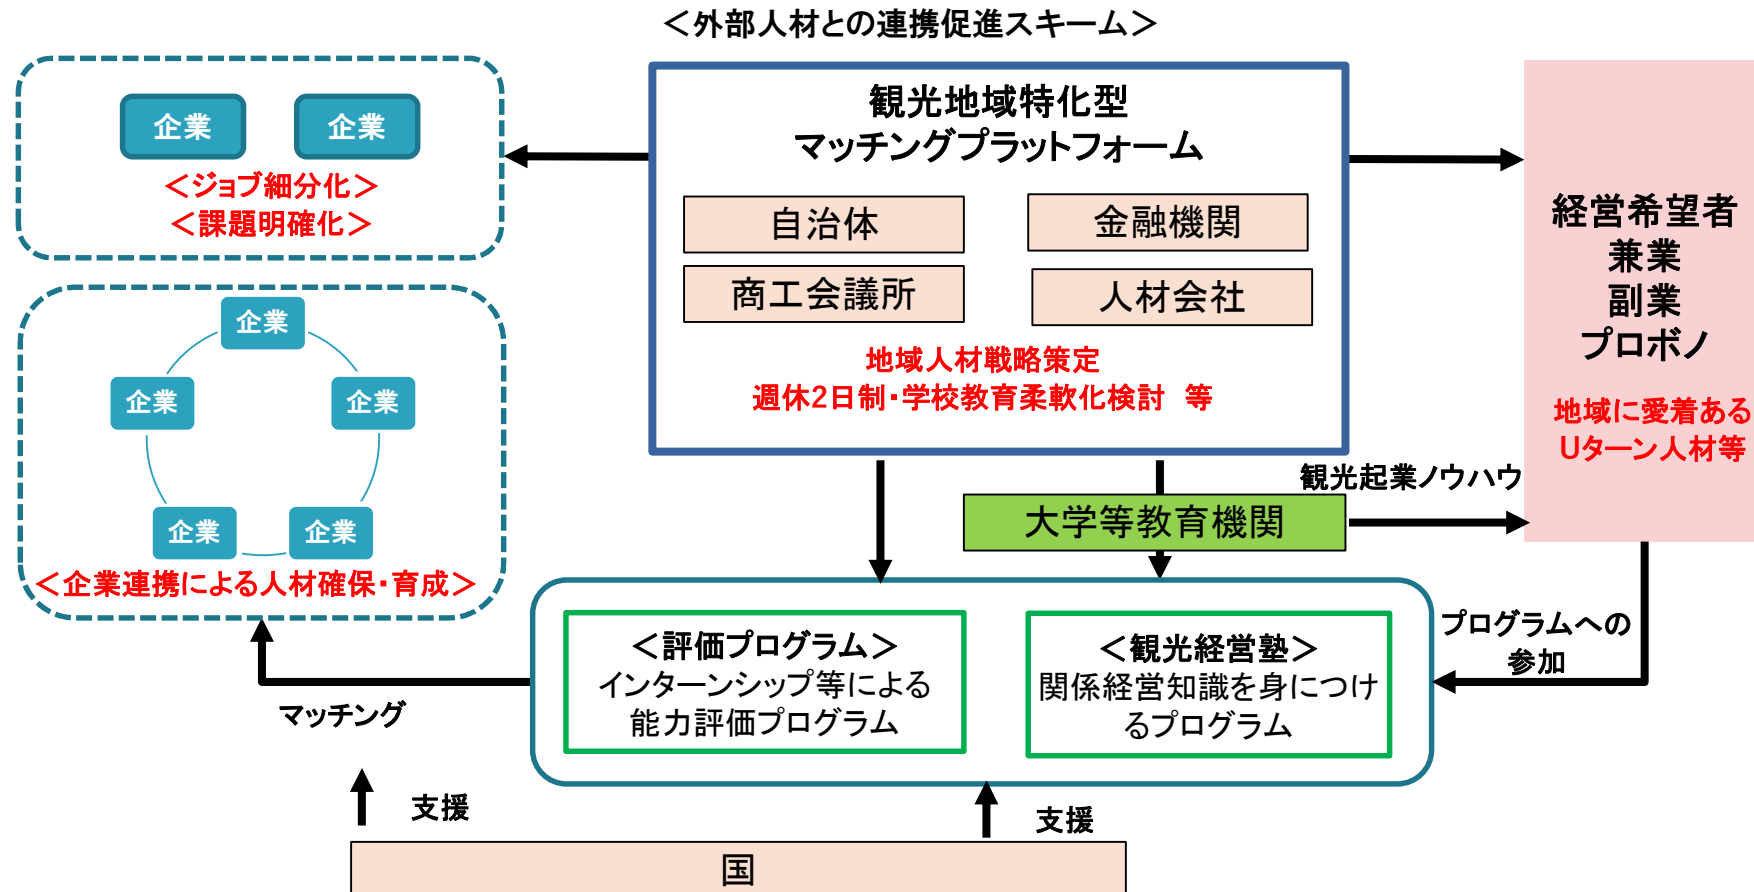 ＜外部人材との連携促進スキーム＞
企業
企業
＜ジョブ細分化＞
＜課題明確化＞
観光地域特化型
マッチングプラットフォーム
自治体
金融機関
商工会議所
人材会社
地域人材戦略策定
週休2日制・学校教育柔軟化検討　等
経営希望者
兼業
副業
プロボノ
地域に愛着ある
Uターン人材等
企業
企業
企業
企業
企業
＜企業連携による人材確保・育成＞
観光起業ノウハウ
大学等教育機関
プログラムへの
参加
＜評価プログラム＞
インターンシップ等による
能力評価プログラム
＜観光経営塾＞
関係経営知識を身につけ
るプログラム
マッチング
支援
支援
国